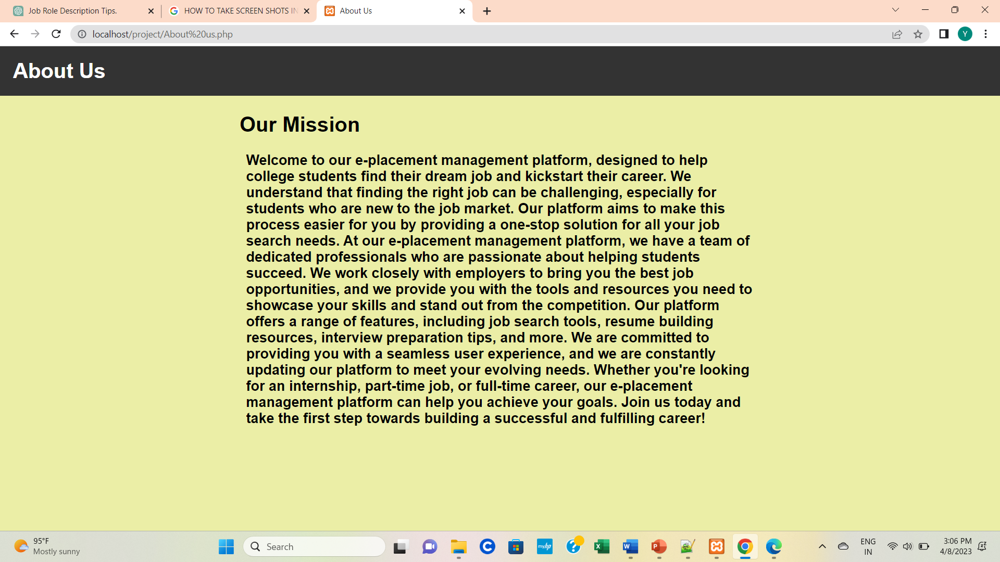 Job Role Description Tips.
HOW TO TAKE SCREEN SHOTS IN
About Us
localhost/project/About%20us.php
Y
About Us
Our Mission
Welcome to our e-placement management platform, designed to help
college students find their dream job and kickstart their career. We
understand that finding the right job can be challenging, especially for
students who are new to the job market. Our platform aims to make this
process easier for you by providing a one-stop solution for all your job
search needs. At our e-placement management platform, we have a team of
dedicated professionals who are passionate about helping students
succeed. We work closely with employers to bring you the best job
opportunities, and we provide you with the tools and resources you need to
showcase your skills and stand out from the competition. Our platform
offers a range of features, including job search tools, resume building
resources, interview preparation tips, and more. We are committed to
providing you with a seamless user experience, and we are constantly
updating our platform to meet your evolving needs. Whether you're looking
for an internship, part-time job, or full-time career, our e-placement
management platform can help you achieve your goals. Join us today and
take the first step towards building a successful and fulfilling career!
95°F
Mostly sunny
Search
myhp
ENG
IN
3:06 PM
4/8/2023